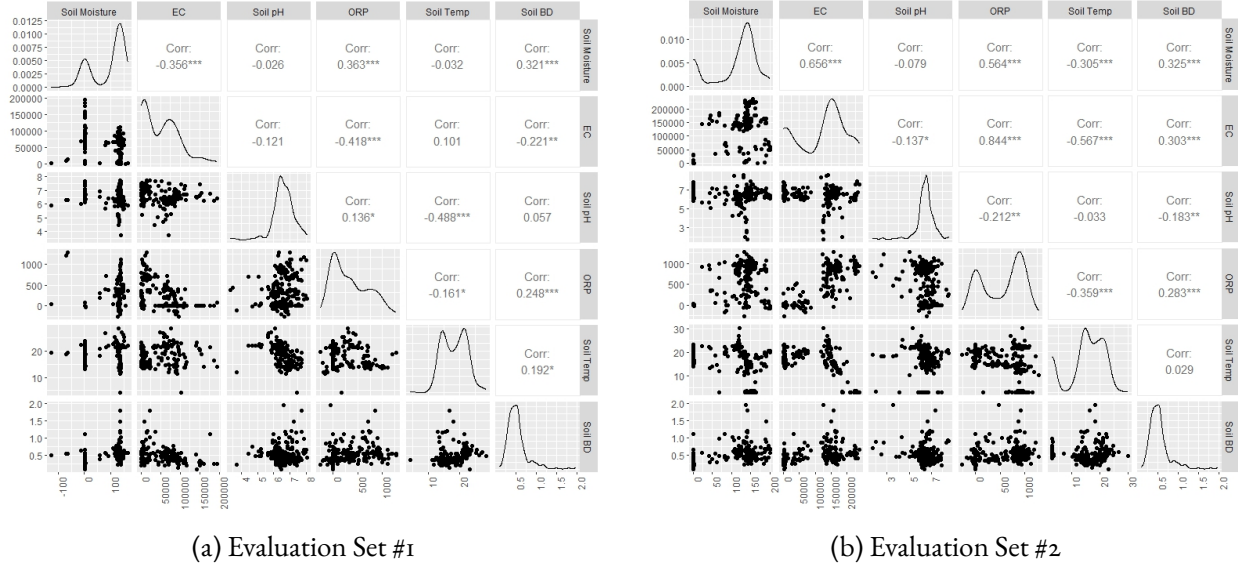 Soil Moisture EC Soil pH ORP Soil Temp Soil BD
0.0125
0.0100
0.0075
0.0050
0.0025
0.0000
Corr:
-0.356***
Corr:
-0.026
Corr:
0.363***
Corr:
-0.032
Corr:
0.321***
Soil Moisture
200000
150000
100000
50000
0
Corr:
-0.121
Corr:
-0.418***
Corr:
0.101
Corr:
-0.221**
EC
8
7
6
5
4
Corr:
0.136*
Corr:
-0.488***
Corr:
0.057
Soil pH
1000
500
0
Corr:
-0.161*
Corr:
0.248***
ORP
20
10
Corr:
0.192*
Soil Temp
2.0
1.5
1.0
0.5
Soil BD
-100 0 100 0 50000 100000 150000 200000 4 5 6 7 8 0 500 1000 10 20 0.5 1.0 1.5 2.0
(a) Evaluation Set #1
Soil Moisture EC Soil pH ORP Soil Temp Soil BD
0.010
0.005
0.000
Corr:
0.656***
Corr:
-0.079
Corr:
0.564***
Corr:
-0.305***
Corr:
0.325***
Soil Moisture
200000
150000
100000
50000
0
Corr:
-0.137*
Corr:
0.844***
Corr:
-0.567***
Corr:
0.303***
EC
7
5
3
Corr:
-0.212**
Corr:
-0.033
Corr:
-0.183**
Soil pH
1000
500
0
Corr:
-0.359***
Corr:
0.283***
ORP
30
20
10
Corr:
0.029
Soil Temp
2.0
1.5
1.0
0.5
Soil BD
0 50 100 150 200 0 50000 100000 150000 200000 3 5 7 0 500 1000 10 20 30 0.5 1.0 1.5 2.0
(b) Evaluation Set #2